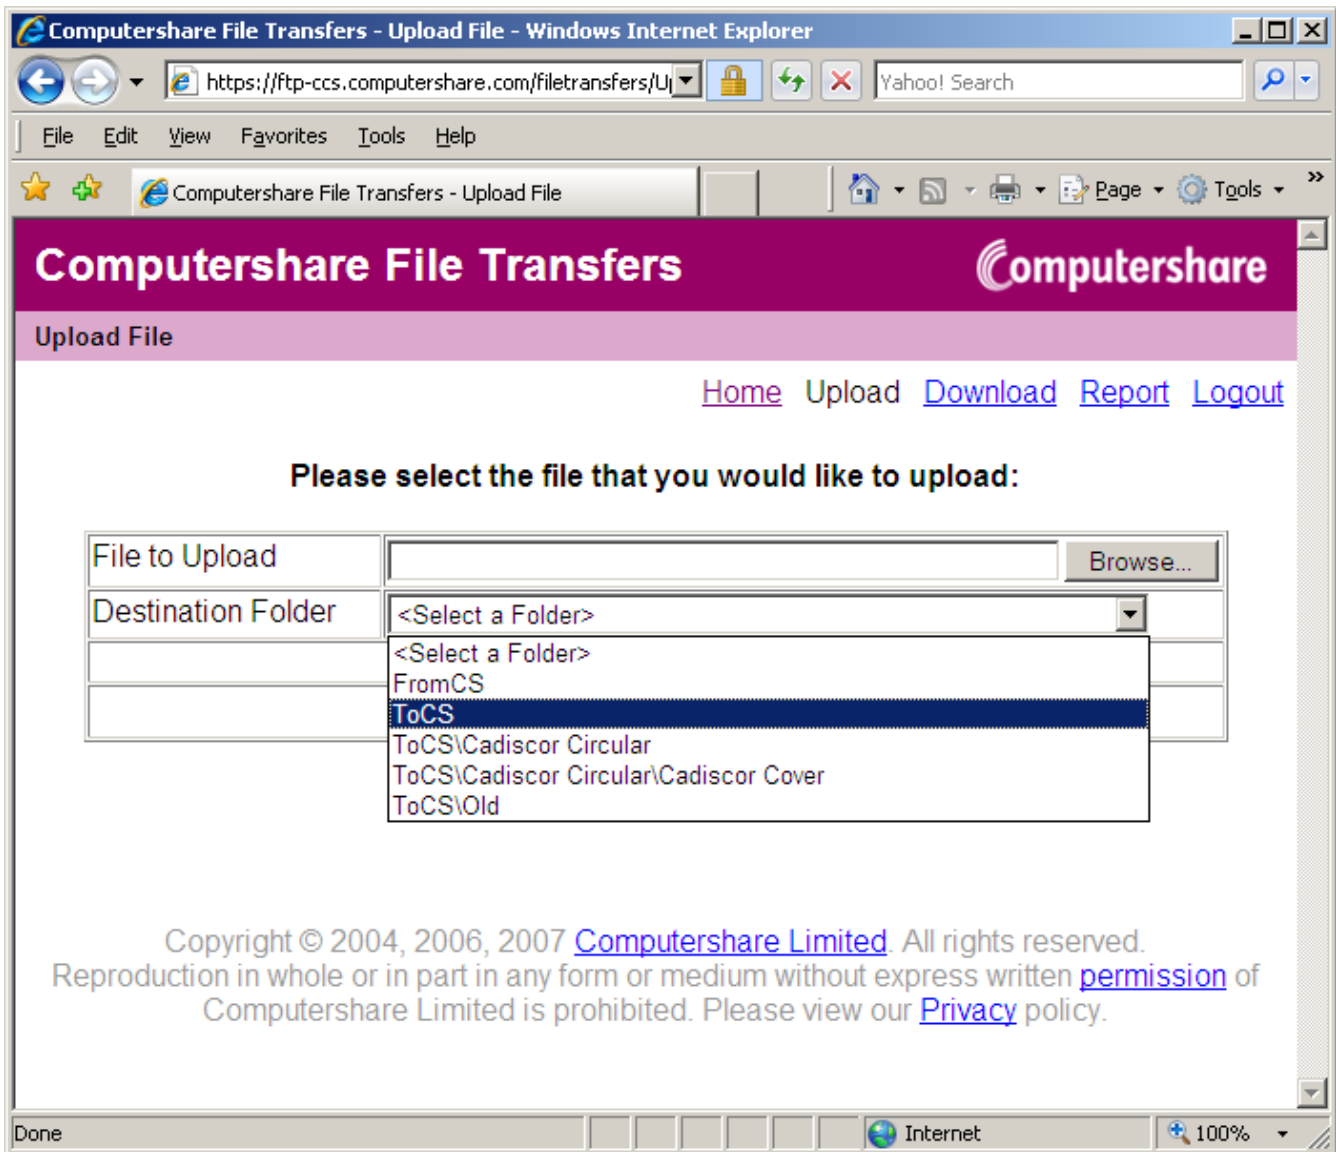 Computershare File Transfers - Upload File - Windows Internet Explorer
https://ftp-ccs.computershare.com/filetransfers/U
Yahoo! Search
File Edit View Favorites Tools Help
Computershare File Transfers - Upload File
Page Tools »
Computershare File Transfers
Computershare
Upload File
Home Upload Download Report Logout
Please select the file that you would like to upload:
File to Upload
Browse...
Destination Folder
<Select a Folder>
<Select a Folder>
FromCS
ToCS
ToCS\Cadiscor Circular
ToCS\Cadiscor Circular\Cadiscor Cover
ToCS\Old
Copyright © 2004, 2006, 2007 Computershare Limited. All rights reserved.
Reproduction in whole or in part in any form or medium without express written permission of
Computershare Limited is prohibited. Please view our Privacy policy.
Done
Internet
100%